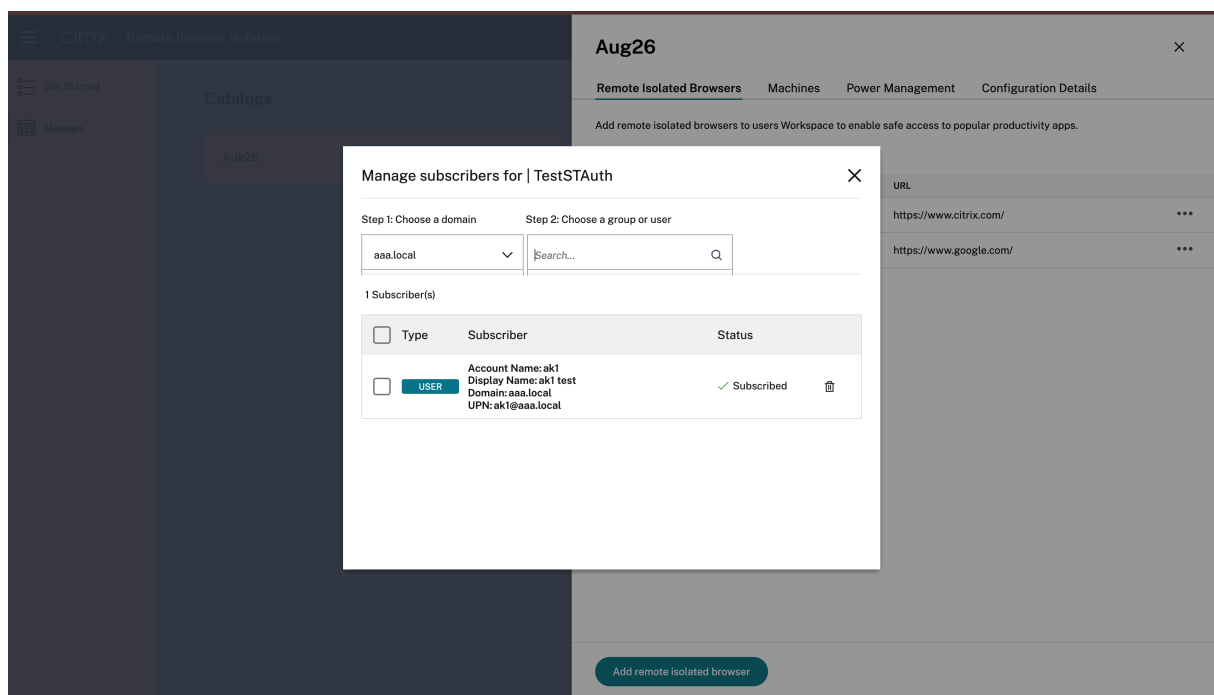 citrix | Remote Browser Isolation
Get Started
Manage
Catalogs
Aug26
Aug26
Remote Isolated Browsers Machines Power Management Configuration Details
Add remote isolated browsers to users Workspace to enable safe access to popular productivity apps.
URL
https://www.citrix.com/
https://www.google.com/
Manage subscribers for | TestSTAuth
Step 1: Choose a domain Step 2: Choose a group or user
aaa.local Search...
1 Subscriber(s)
Type Subscriber Status
USER
Account Name: ak1
Display Name: ak1 test
Domain: aaa.local
UPN: ak1@aaa.local
Subscribed
Add remote isolated browser